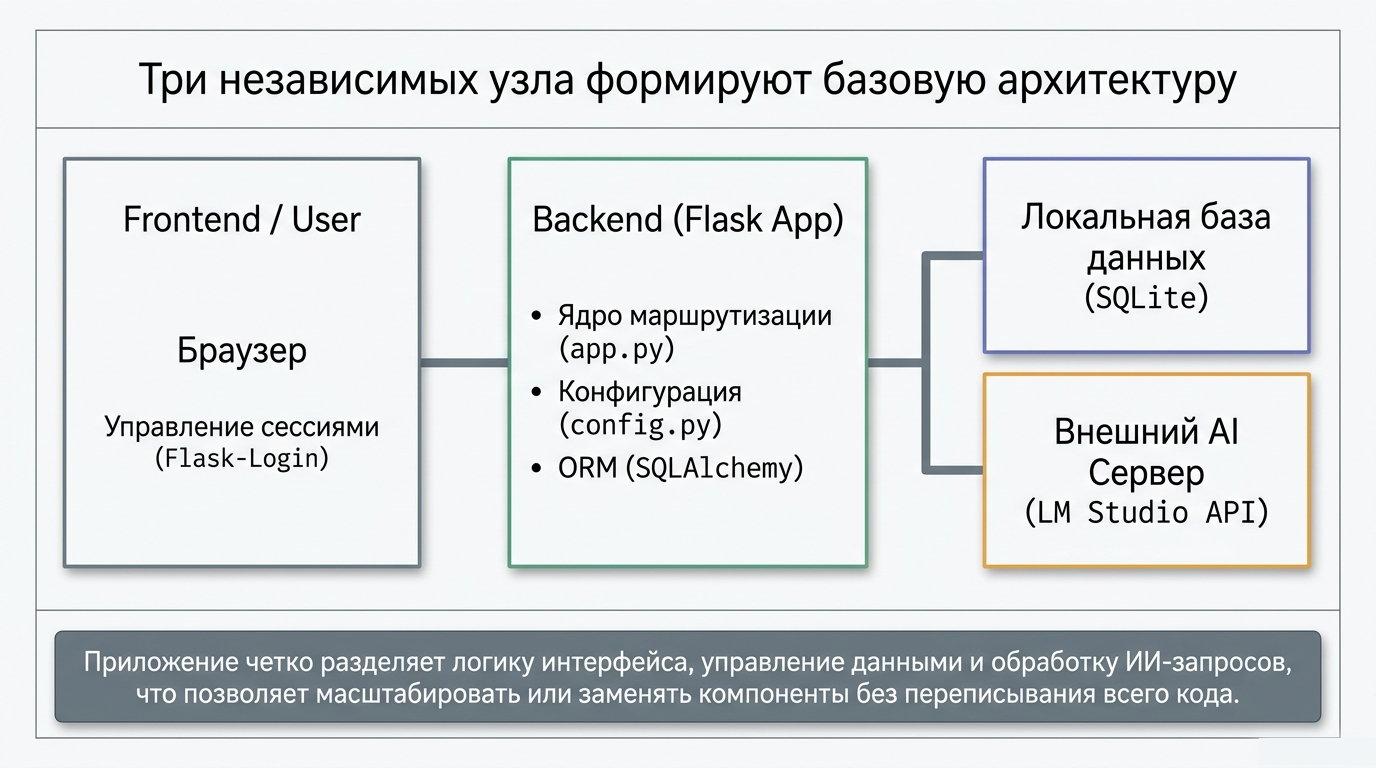 Три независимых узла формируют базовую архитектуру
Frontend / User
Браузер
Управление сессиями
(Flask-Login)
Backend (Flask App)
• Ядро маршрутизации
(app.py)
• Конфигурация
(config.py)
• ORM (SQLAlchemy)
Локальная база
данных
(SQLite)
Внешний AI
Сервер
(LM Studio API)
Приложение четко разделяет логику интерфейса, управление данными и обработку ИИ-запросов,
что позволяет масштабировать или заменять компоненты без переписывания всего кода.